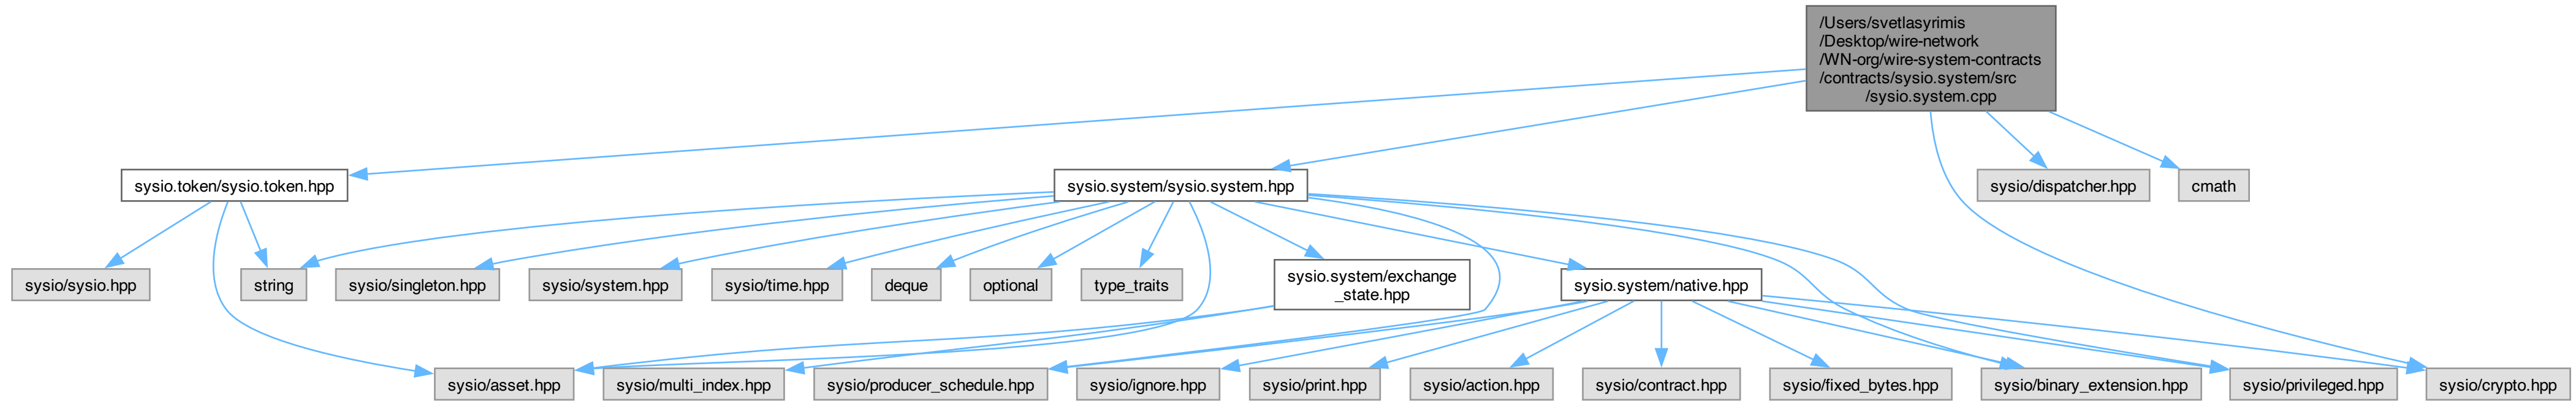 /Users/svetlasyrimis
/Desktop/wire-network
/WN-org/wire-system-contracts
/contracts/sysio.system/src
/sysio.system.cpp
sysio.token/sysio.token.hpp
sysio.system/sysio.system.hpp
sysio/dispatcher.hpp
cmath
sysio/sysio.hpp
string
sysio/singleton.hpp
sysio/system.hpp
sysio/time.hpp
deque
optional
type_traits
sysio.system/exchange
_state.hpp
sysio.system/native.hpp
sysio/asset.hpp
sysio/multi_index.hpp
sysio/producer_schedule.hpp
sysio/ignore.hpp
sysio/print.hpp
sysio/action.hpp
sysio/contract.hpp
sysio/fixed_bytes.hpp
sysio/binary_extension.hpp
sysio/privileged.hpp
sysio/crypto.hpp